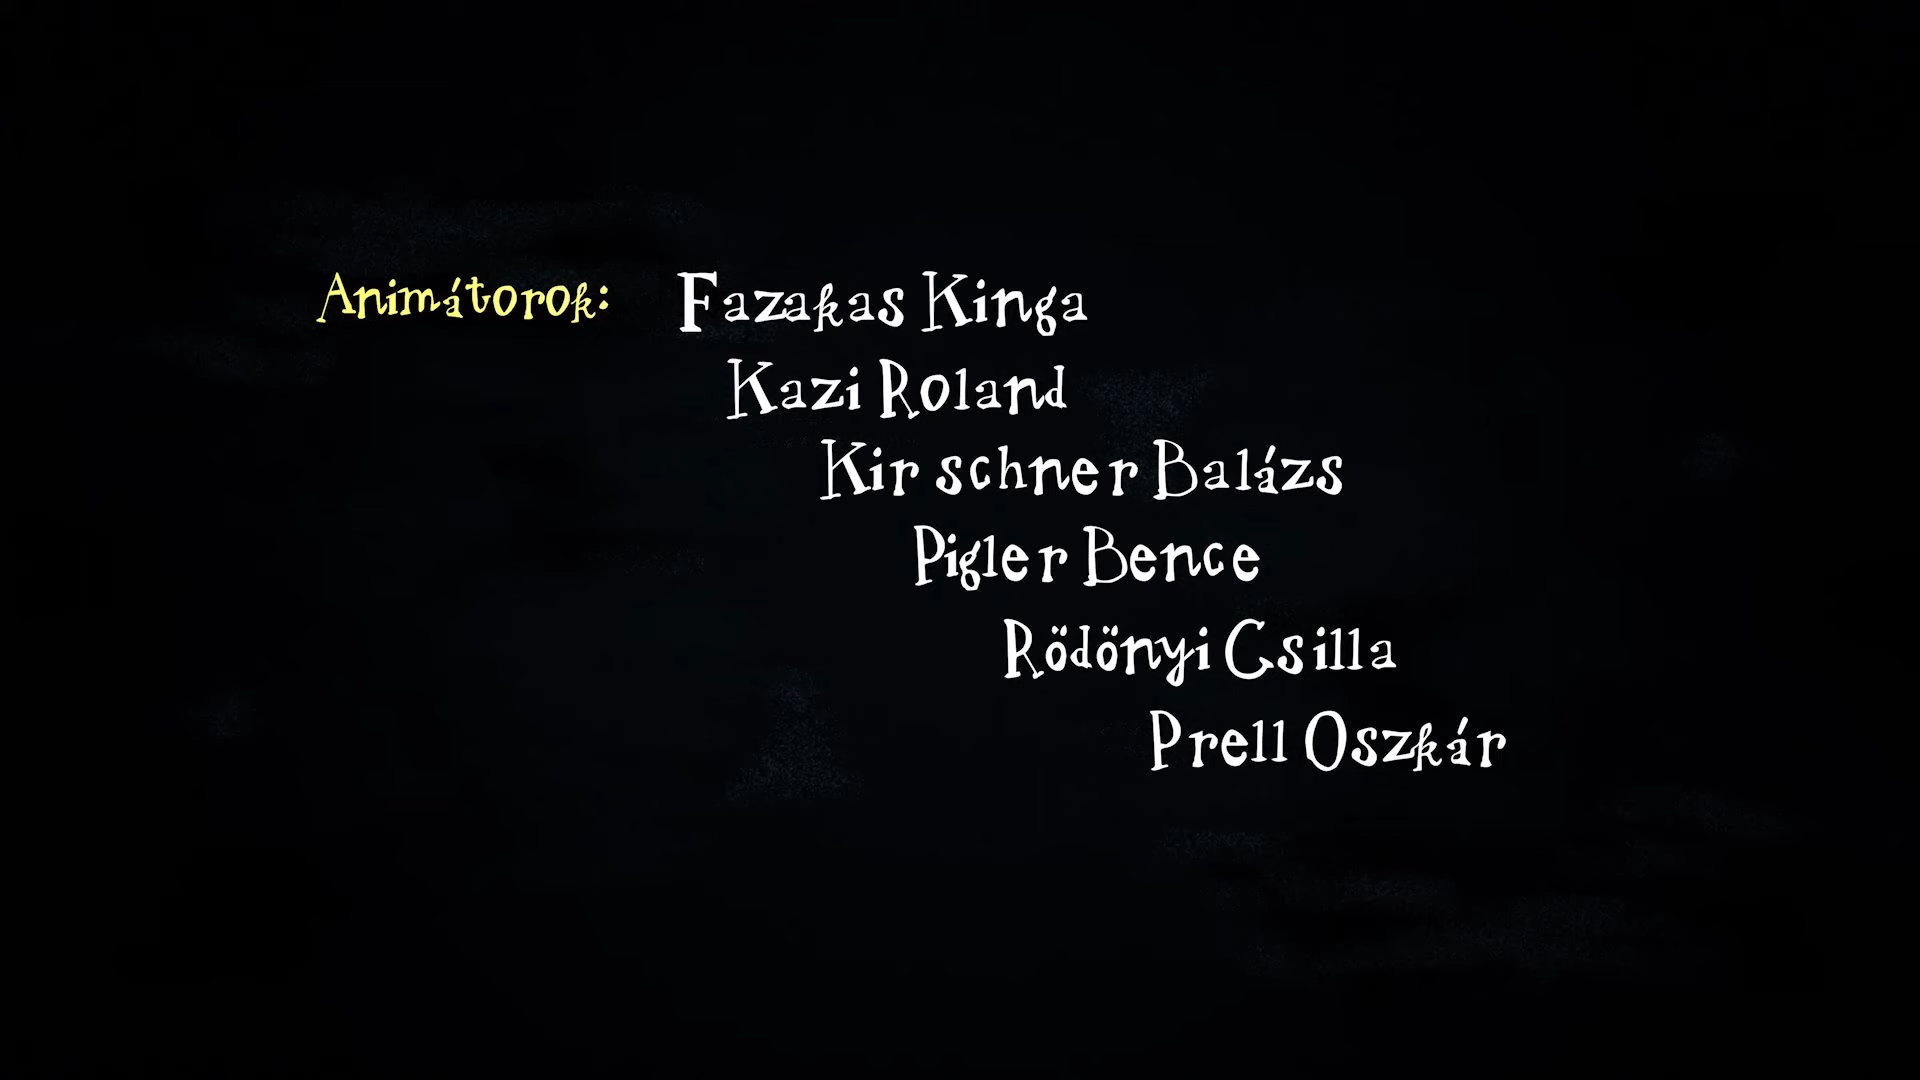 Animátorok: Fazakas Kinga
Kazi Roland
Kirschner Balázs
Pigler Bence
Rödönyi Csilla
Prell Oszkár